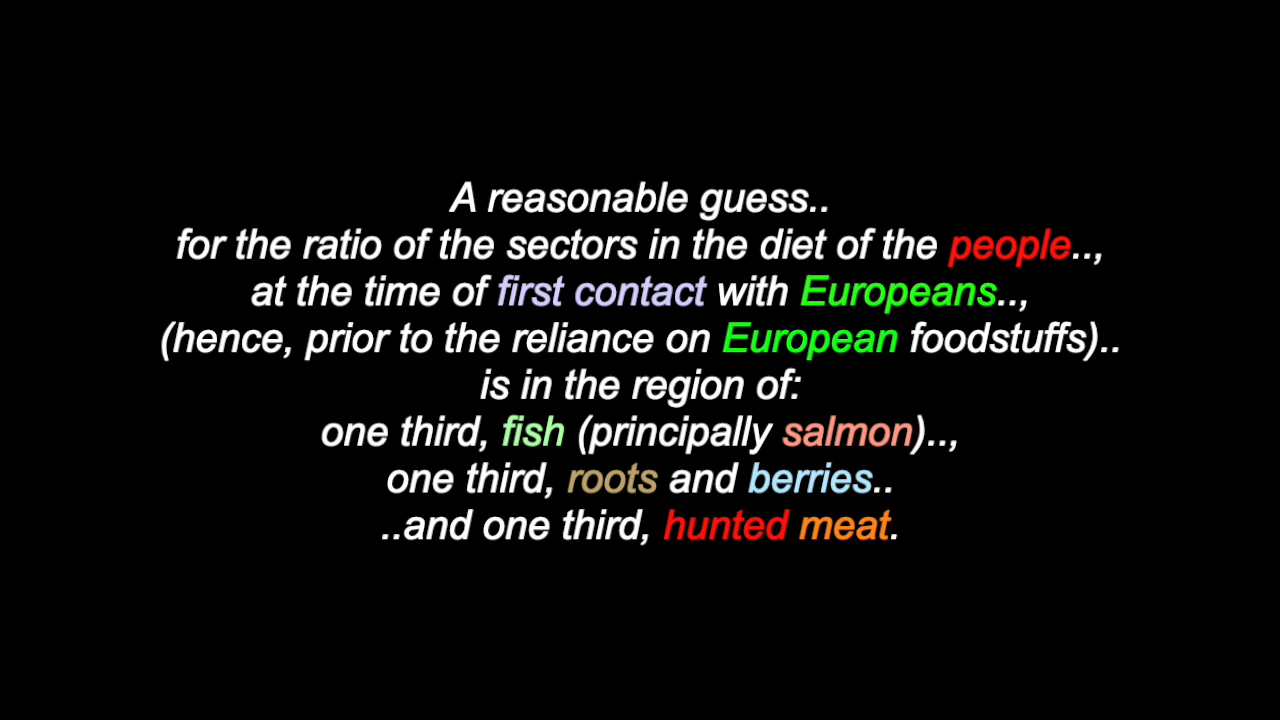 A reasonable guess..
for the ratio of the sectors in the diet of the people..,
at the time of first contact with Europeans..,
(hence, prior to the reliance on European foodstuffs)..
is in the region of:
one third, fish (principally salmon)..,
one third, roots and berries..
..and one third, hunted meat.